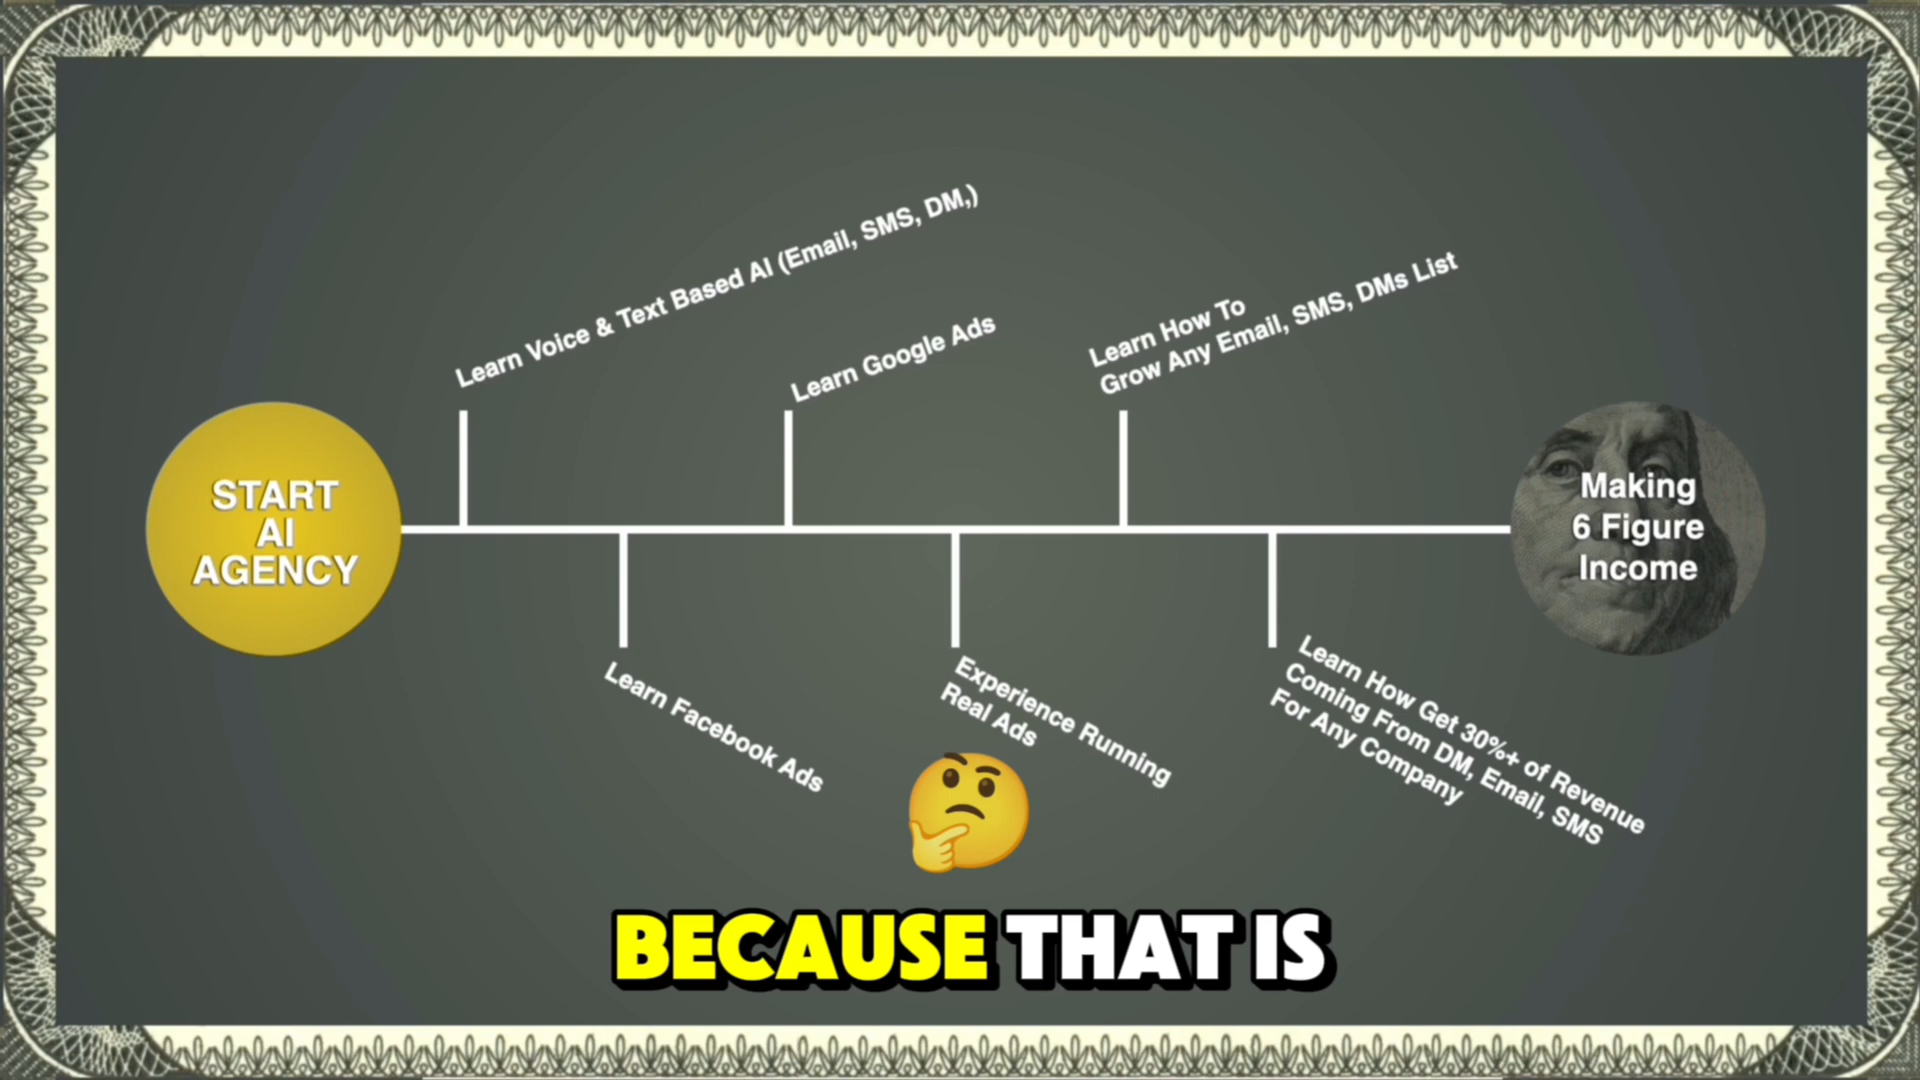 Learn Voice & Text Based AI (Email, SMS, DM,)
Learn Google Ads
Learn How To
Grow Any Email, SMS, DMs List
START
AI
AGENCY
Making
6 Figure
Income
Learn Facebook Ads
Experience Running
Real Ads
Learn How Get 30%+ of Revenue
Coming From DM, Email, SMS
For Any Company
BECAUSE THAT IS